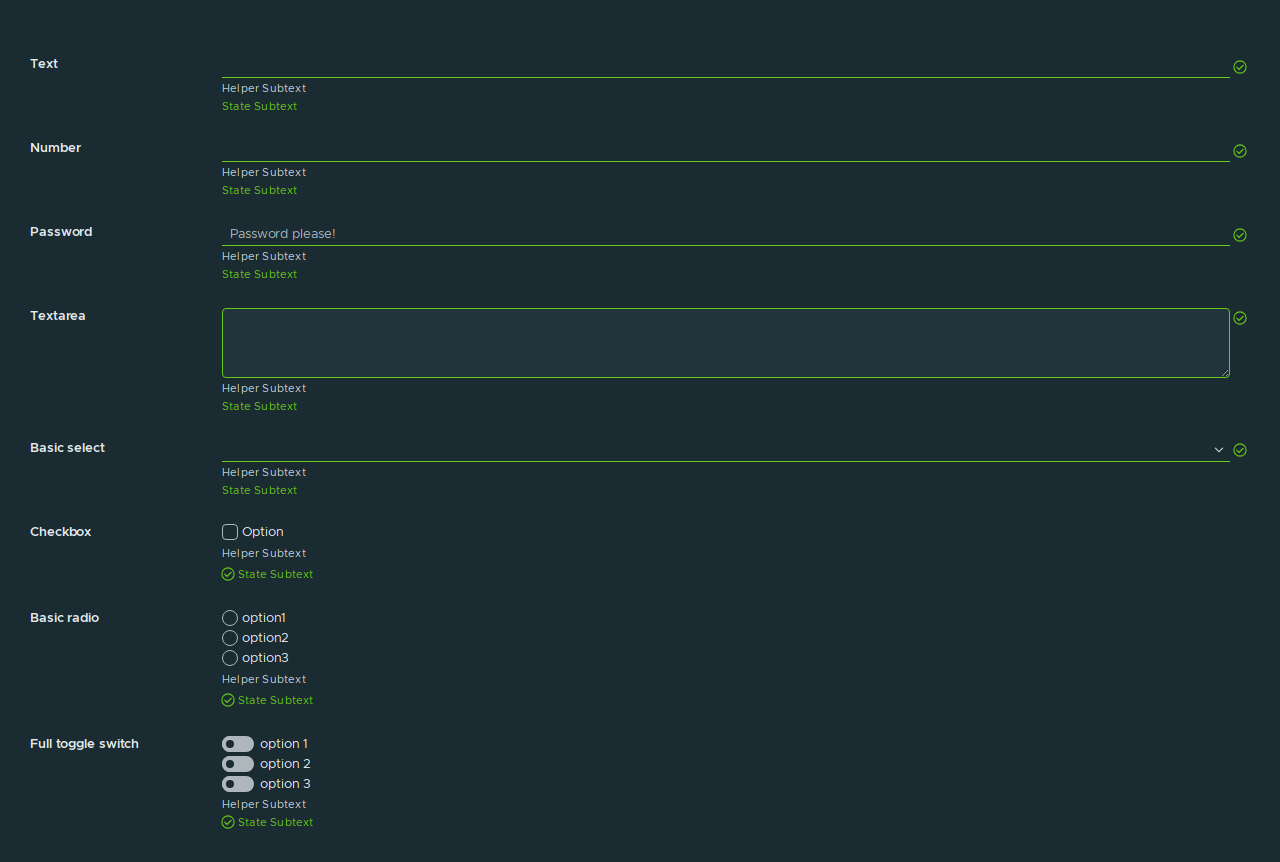 Text
Helper Subtext
State Subtext
Number
Helper Subtext
State Subtext
Password
Password please!
Helper Subtext
State Subtext
Textarea
Helper Subtext
State Subtext
Basic select
Helper Subtext
State Subtext
Checkbox
Option
Helper Subtext
State Subtext
Basic radio
option1
option2
option3
Helper Subtext
State Subtext
Full toggle switch
option 1
option 2
option 3
Helper Subtext
State Subtext